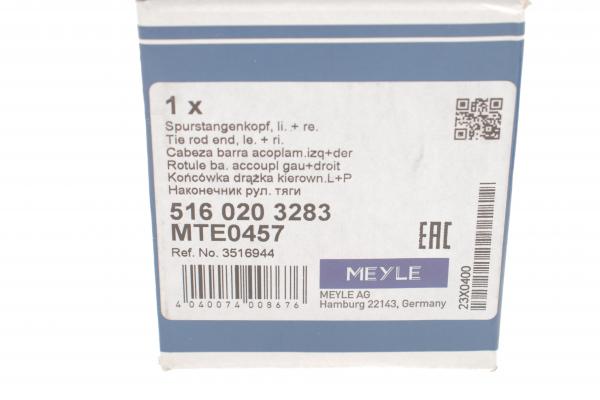 1 x
Spurstangenkopf, li. + re.
Tie rod end, le. + ri.
Cabeza barra acoplam.izq+der
Rotule ba. accoupl gau+droit
Końcówka drążka kierown.L+P
Наконечник рул. тяги
516 020 3283
MTE0457
Ref. No. 3516944
EAC
MEYLE
4 040074 008676
MEYLE AG
Hamburg 22143, Germany
23X0400